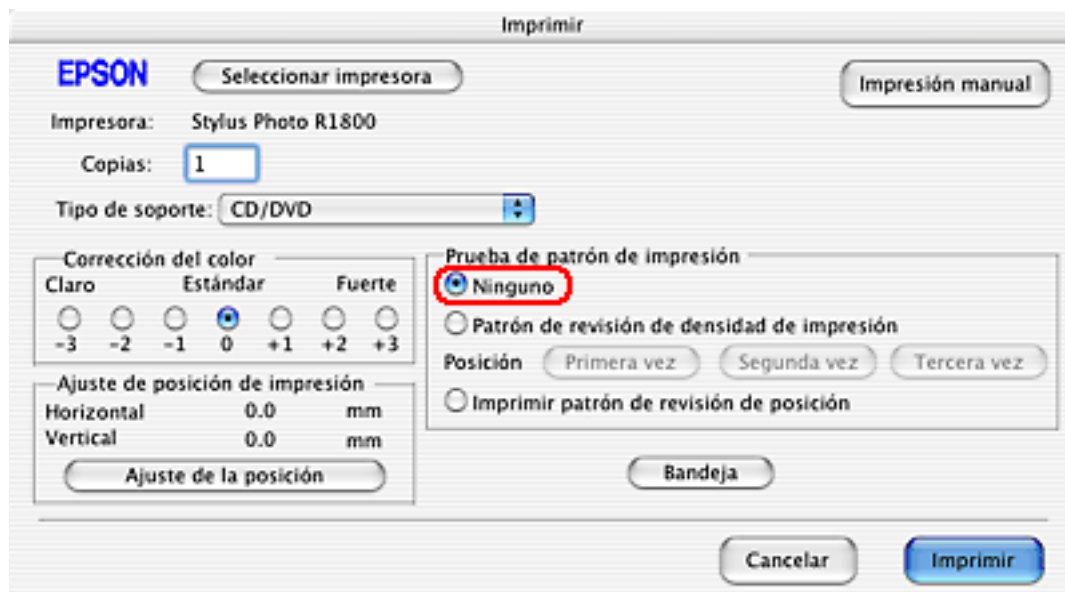 Imprimir
EPSON Seleccionar impresora Impresión manual
Impresora: Stylus Photo R1800
Copias: 1
Tipo de soporte: CD/DVD
Corrección del color
Claro Estándar Fuerte
-3 -2 -1 0 +1 +2 +3
Ajuste de posición de impresión
Horizontal 0.0 mm
Vertical 0.0 mm
Ajuste de la posición
Prueba de patrón de impresión
Ninguno
Patrón de revisión de densidad de impresión
Posición Primera vez Segunda vez Tercera vez
Imprimir patrón de revisión de posición
Bandeja
Cancelar Imprimir